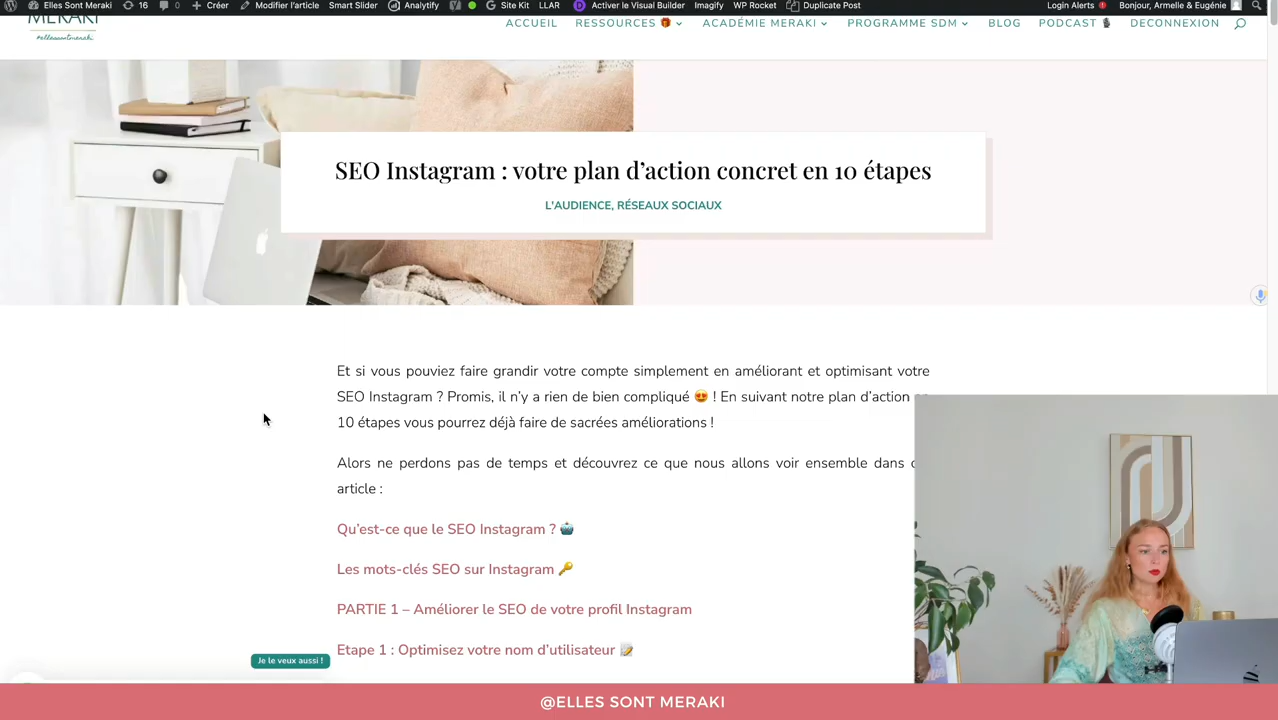 Elles Sont Meraki 16 0 Créer Modifier l'article Smart Slider Analytify Site Kit LLAR Activer le Visual Builder Imagify WP Rocket Duplicate Post Login Alerts Bonjour, Armelle & Eugénie
MERAKI
#ellessontmeraki
ACCUEIL RESSOURCES 🎁 ACADÉMIE MERAKI PROGRAMME SDM BLOG PODCAST 🎙️ DECONNEXION
SEO Instagram : votre plan d'action concret en 10 étapes
L'AUDIENCE, RÉSEAUX SOCIAUX
Et si vous pouviez faire grandir votre compte simplement en améliorant et optimisant votre
SEO Instagram ? Promis, il n'y a rien de bien compliqué 😍 ! En suivant notre plan d'action
10 étapes vous pourrez déjà faire de sacrées améliorations !
Alors ne perdons pas de temps et découvrez ce que nous allons voir ensemble dans
article :
Qu'est-ce que le SEO Instagram ? 🤖
Les mots-clés SEO sur Instagram 🔑
PARTIE 1 – Améliorer le SEO de votre profil Instagram
Etape 1 : Optimisez votre nom d'utilisateur 📝
Je le veux aussi !
@ELLES SONT MERAKI